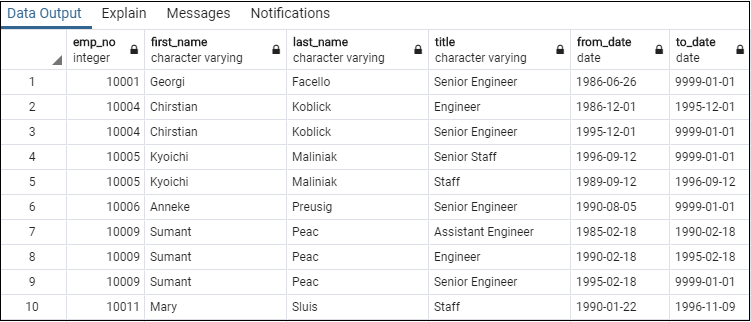 Data Output Explain Messages Notifications
emp_no first_name last_name title from_date to_date
integer character varying character varying character varying date date
1 10001 Georgi Facello Senior Engineer 1986-06-26 9999-01-01
2 10004 Chirstian Koblick Engineer 1986-12-01 1995-12-01
3 10004 Chirstian Koblick Senior Engineer 1995-12-01 9999-01-01
4 10005 Kyoichi Maliniak Senior Staff 1996-09-12 9999-01-01
5 10005 Kyoichi Maliniak Staff 1989-09-12 1996-09-12
6 10006 Anneke Preusig Senior Engineer 1990-08-05 9999-01-01
7 10009 Sumant Peac Assistant Engineer 1985-02-18 1990-02-18
8 10009 Sumant Peac Engineer 1990-02-18 1995-02-18
9 10009 Sumant Peac Senior Engineer 1995-02-18 9999-01-01
10 10011 Mary Sluis Staff 1990-01-22 1996-11-09